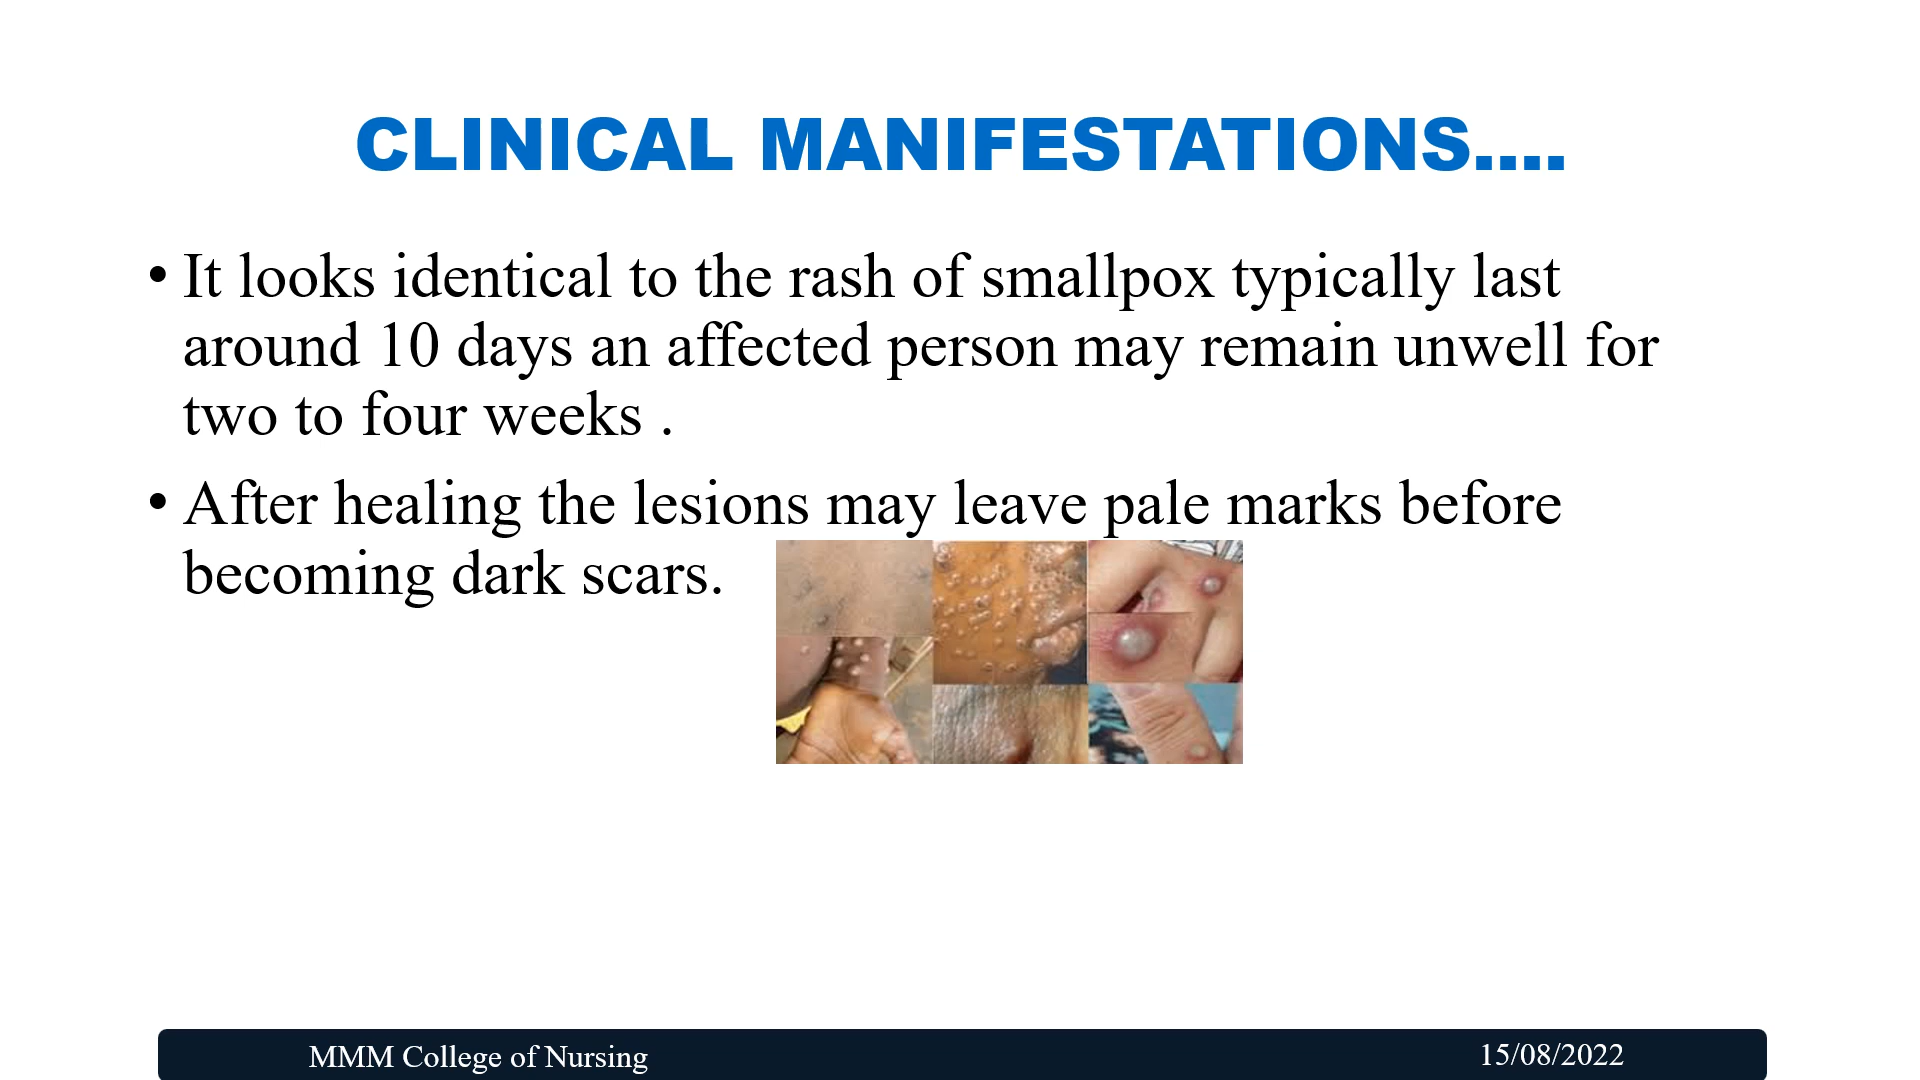 CLINICAL MANIFESTATIONS....
• It looks identical to the rash of smallpox typically last
around 10 days an affected person may remain unwell for
two to four weeks .
• After healing the lesions may leave pale marks before
becoming dark scars.
MMM College of Nursing
15/08/2022